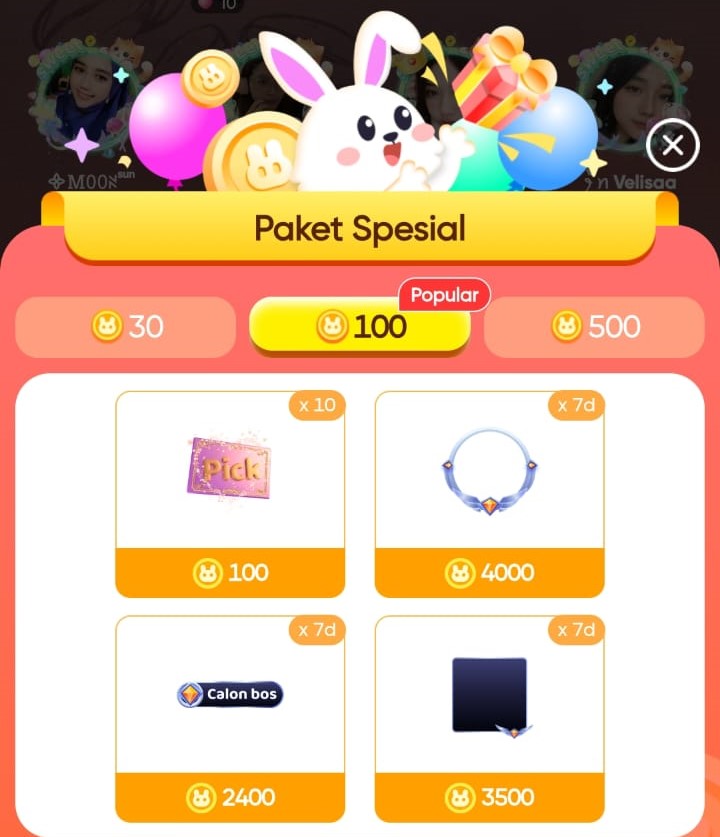 10
M00N sun
Velisaa
Paket Spesial
Popular
30
100
500
x 10
x 7d
Pick
100
4000
x 7d
x 7d
Calon bos
2400
3500